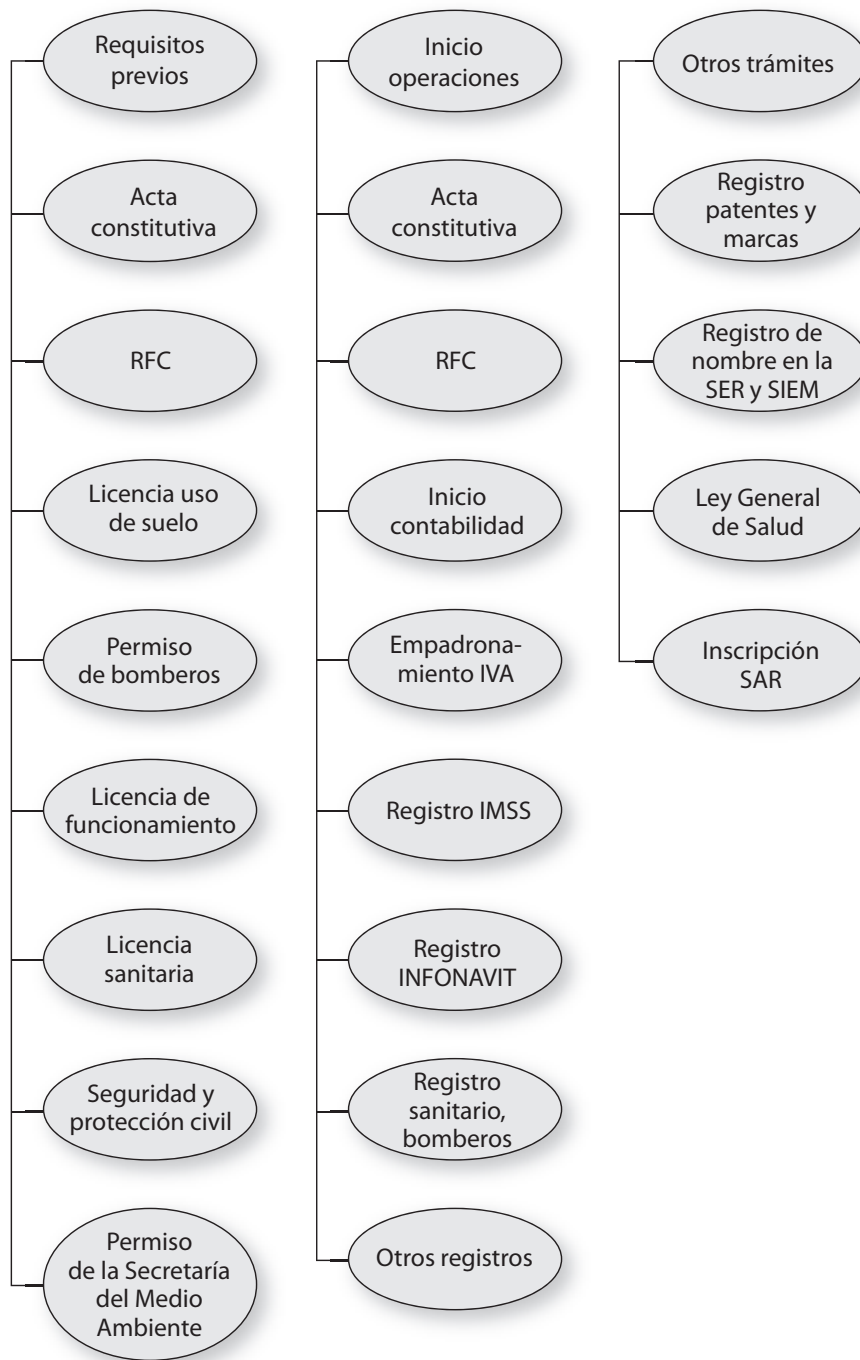 Requisitos
previos
Acta
constitutiva
RFC
Licencia uso
de suelo
Permiso
de bomberos
Licencia de
funcionamiento
Licencia
sanitaria
Seguridad y
protección civil
Permiso
de la Secretaría
del Medio
Ambiente
Inicio
operaciones
Acta
constitutiva
RFC
Inicio
contabilidad
Empadrona-
miento IVA
Registro IMSS
Registro
INFONAVIT
Registro
sanitario,
bomberos
Otros registros
Otros trámites
Registro
patentes y
marcas
Registro de
nombre en la
SER y SIEM
Ley General
de Salud
Inscripción
SAR